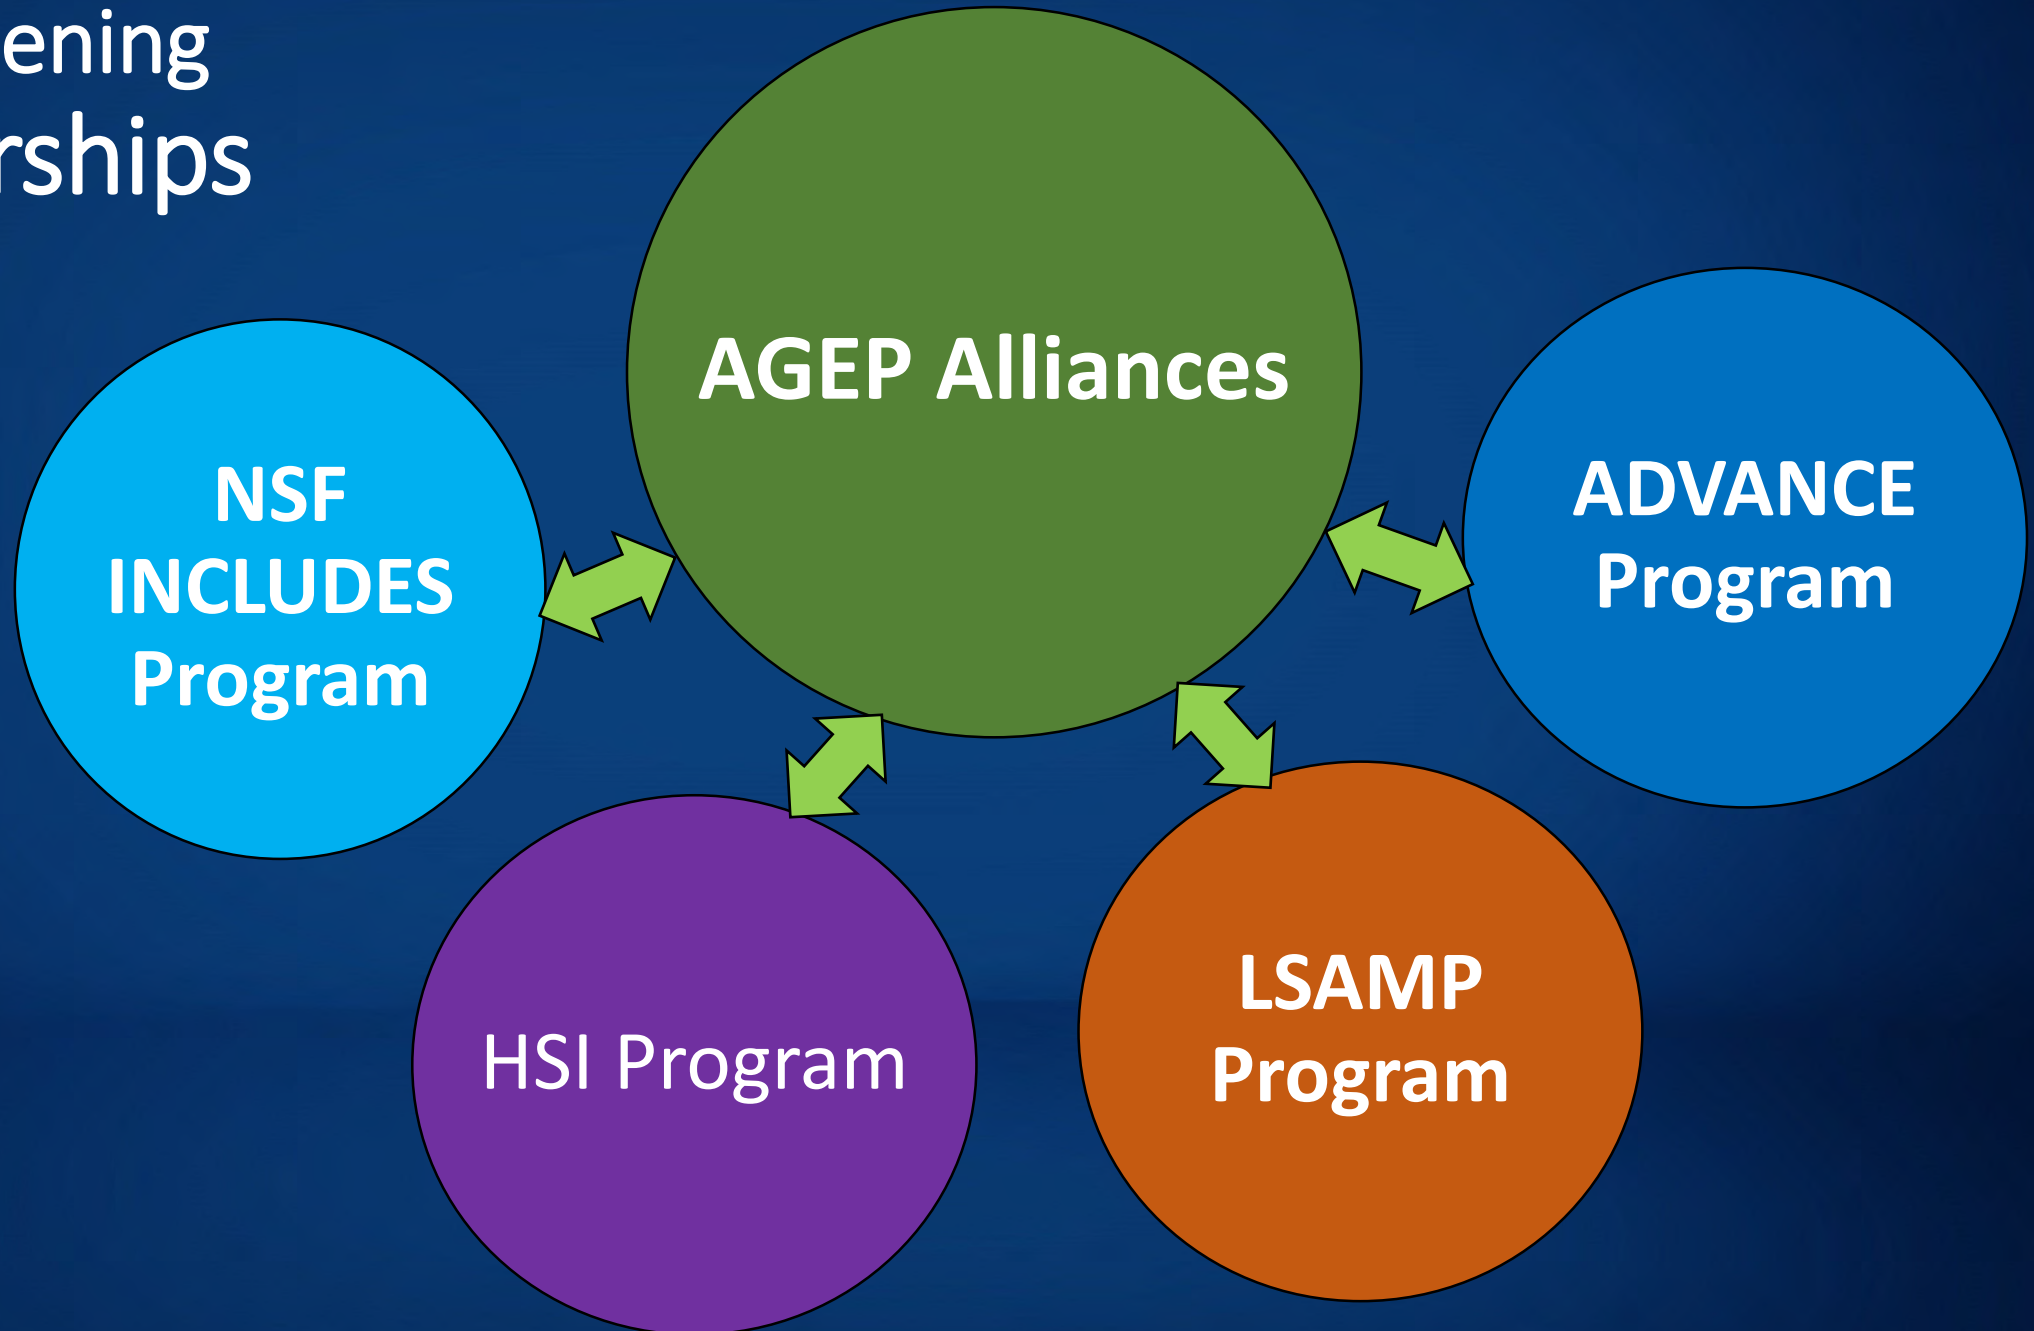 ening
rships
AGEP Alliances
NSF
INCLUDES
Program
ADVANCE
Program
HSI Program
LSAMP
Program